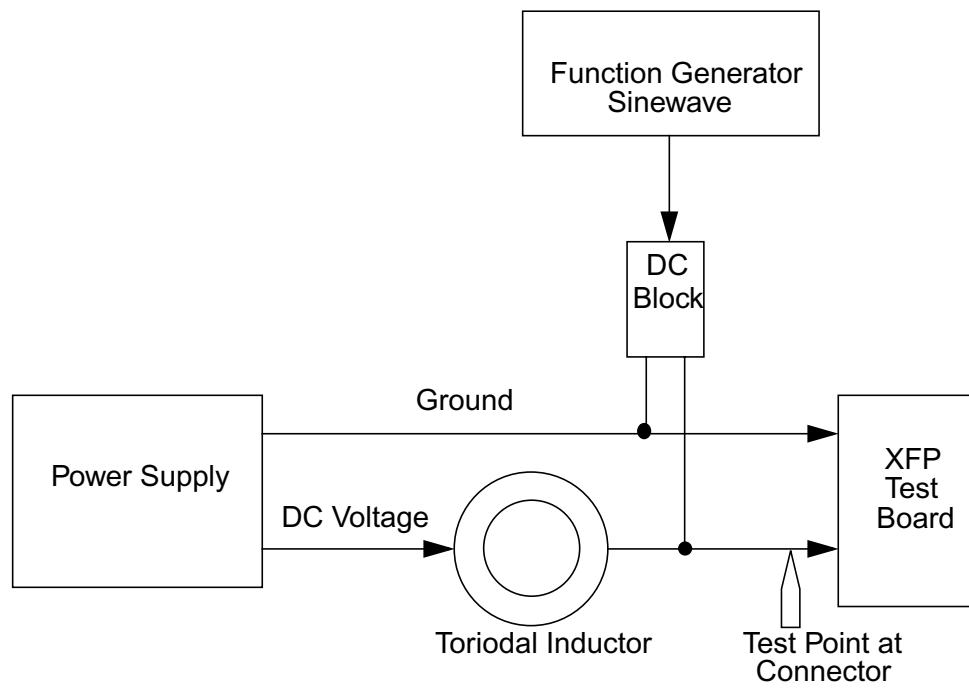 Function Generator
Sinewave
DC
Block
Ground
Power Supply
DC Voltage
XFP
Test
Board
Toriodal Inductor
Test Point at
Connector